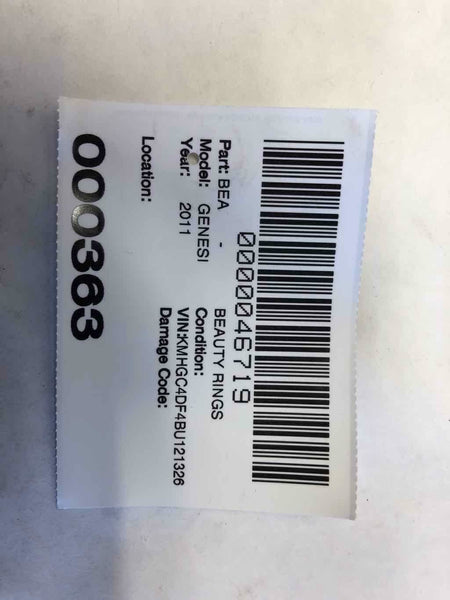 0000046719
Part: BEA - BEAUTY RINGS
Model: GENESI Condition:
Year: 2011 VIN:KMHGC4DF4BU121326
Damage Code:
Location:
000363